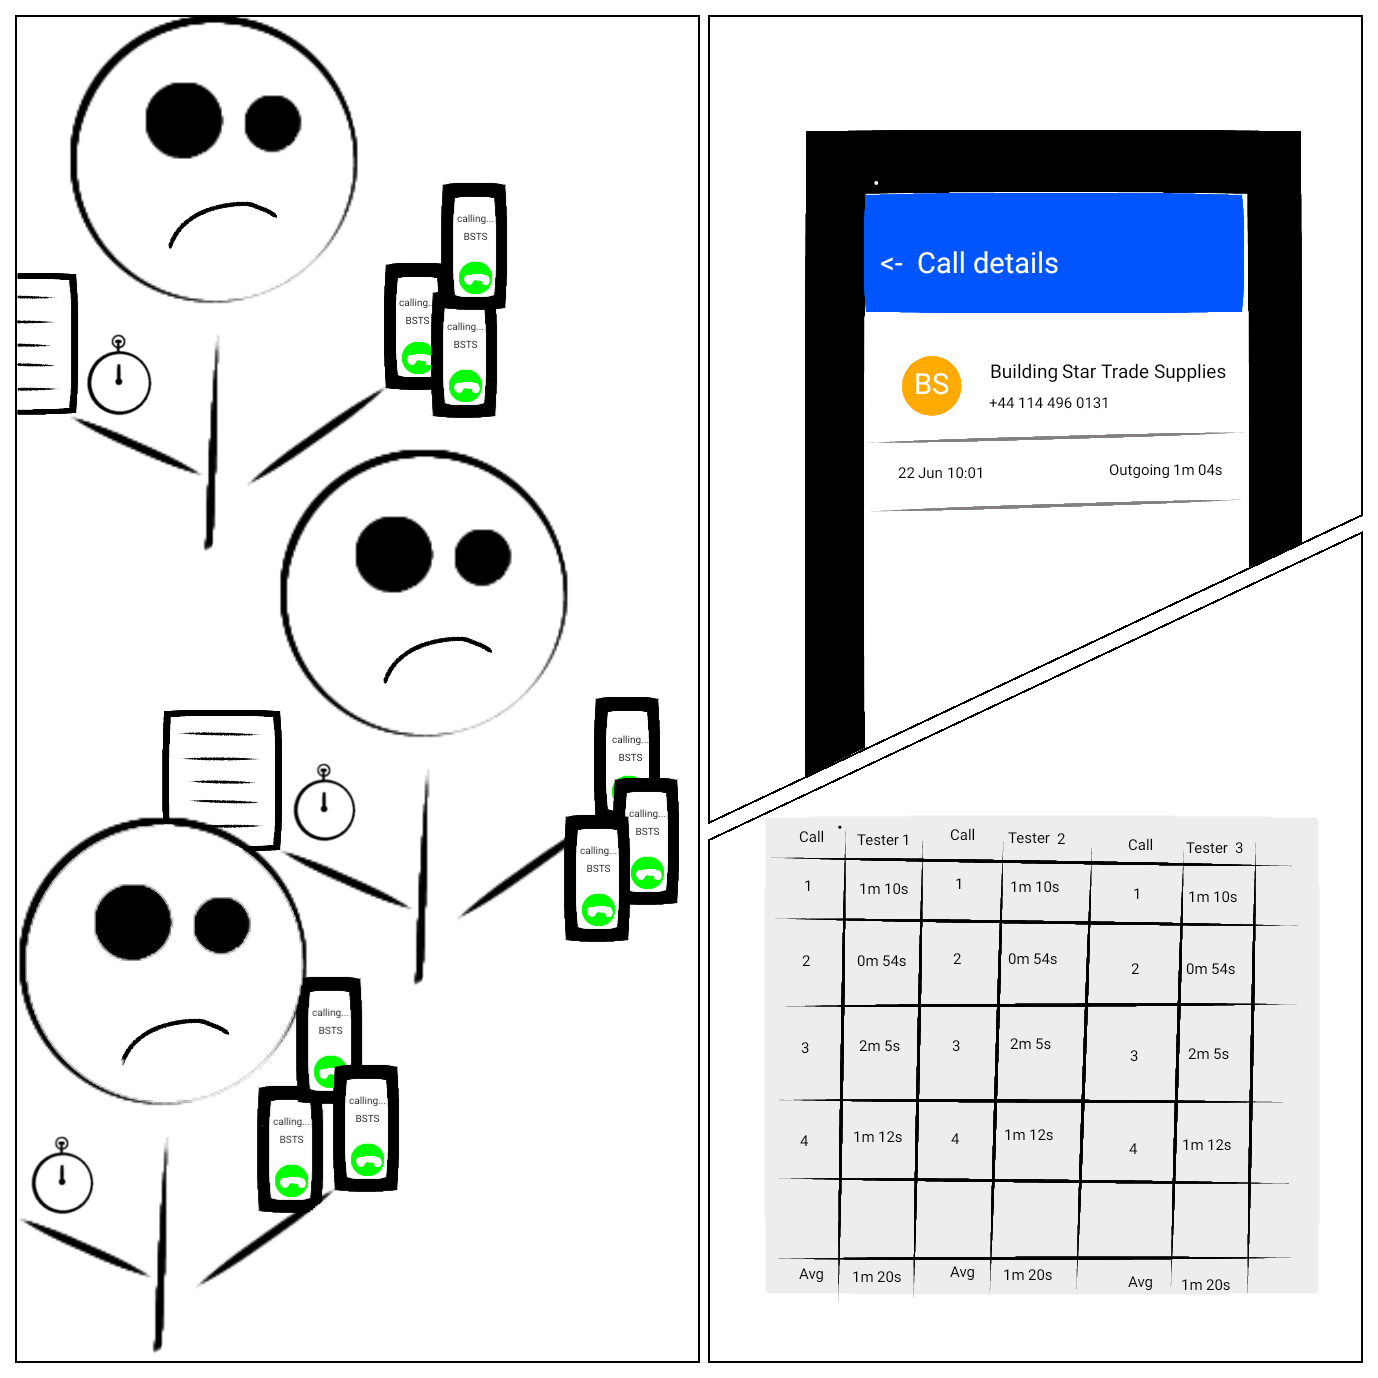 calling...
BSTS
calling...
BSTS
calling...
BSTS
calling...
BSTS
calling...
BSTS
calling...
BSTS
calling...
BSTS
calling...
BSTS
calling...
BSTS
<- Call details
BS
Building Star Trade Supplies
+44 114 496 0131
22 Jun 10:01 Outgoing 1m 04s
Call Tester 1 Call Tester 2 Call Tester 3
1 1m 10s 1 1m 10s 1 1m 10s
2 0m 54s 2 0m 54s 2 0m 54s
3 2m 5s 3 2m 5s 3 2m 5s
4 1m 12s 4 1m 12s 4 1m 12s
Avg 1m 20s Avg 1m 20s Avg 1m 20s